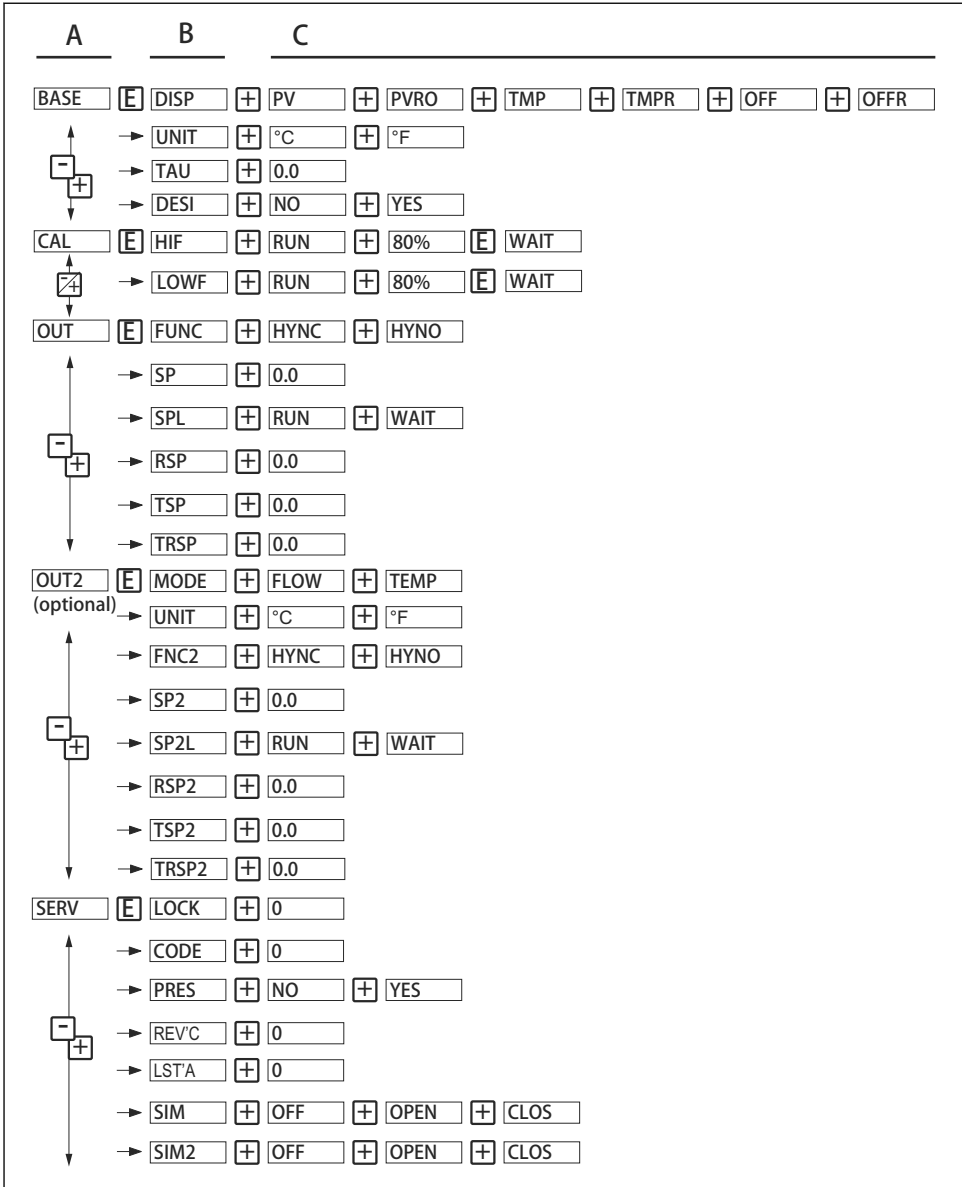 A B C
BASE E DISP + PV + PVRO + TMP + TMPR + OFF + OFFR
UNIT + °C + °F
-
+
TAU + 0.0
DESI + NO + YES
CAL E HIF + RUN + 80% E WAIT
-/+
LOWF + RUN + 80% E WAIT
OUT E FUNC + HYNC + HYNO
SP + 0.0
SPL + RUN + WAIT
-
+
RSP + 0.0
TSP + 0.0
TRSP + 0.0
OUT2 E MODE + FLOW + TEMP
(optional)
UNIT + °C + °F
FNC2 + HYNC + HYNO
SP2 + 0.0
-
+
SP2L + RUN + WAIT
RSP2 + 0.0
TSP2 + 0.0
TRSP2 + 0.0
SERV E LOCK + 0
CODE + 0
PRES + NO + YES
-
+
REV'C + 0
LST'A + 0
SIM + OFF + OPEN + CLOS
SIM2 + OFF + OPEN + CLOS